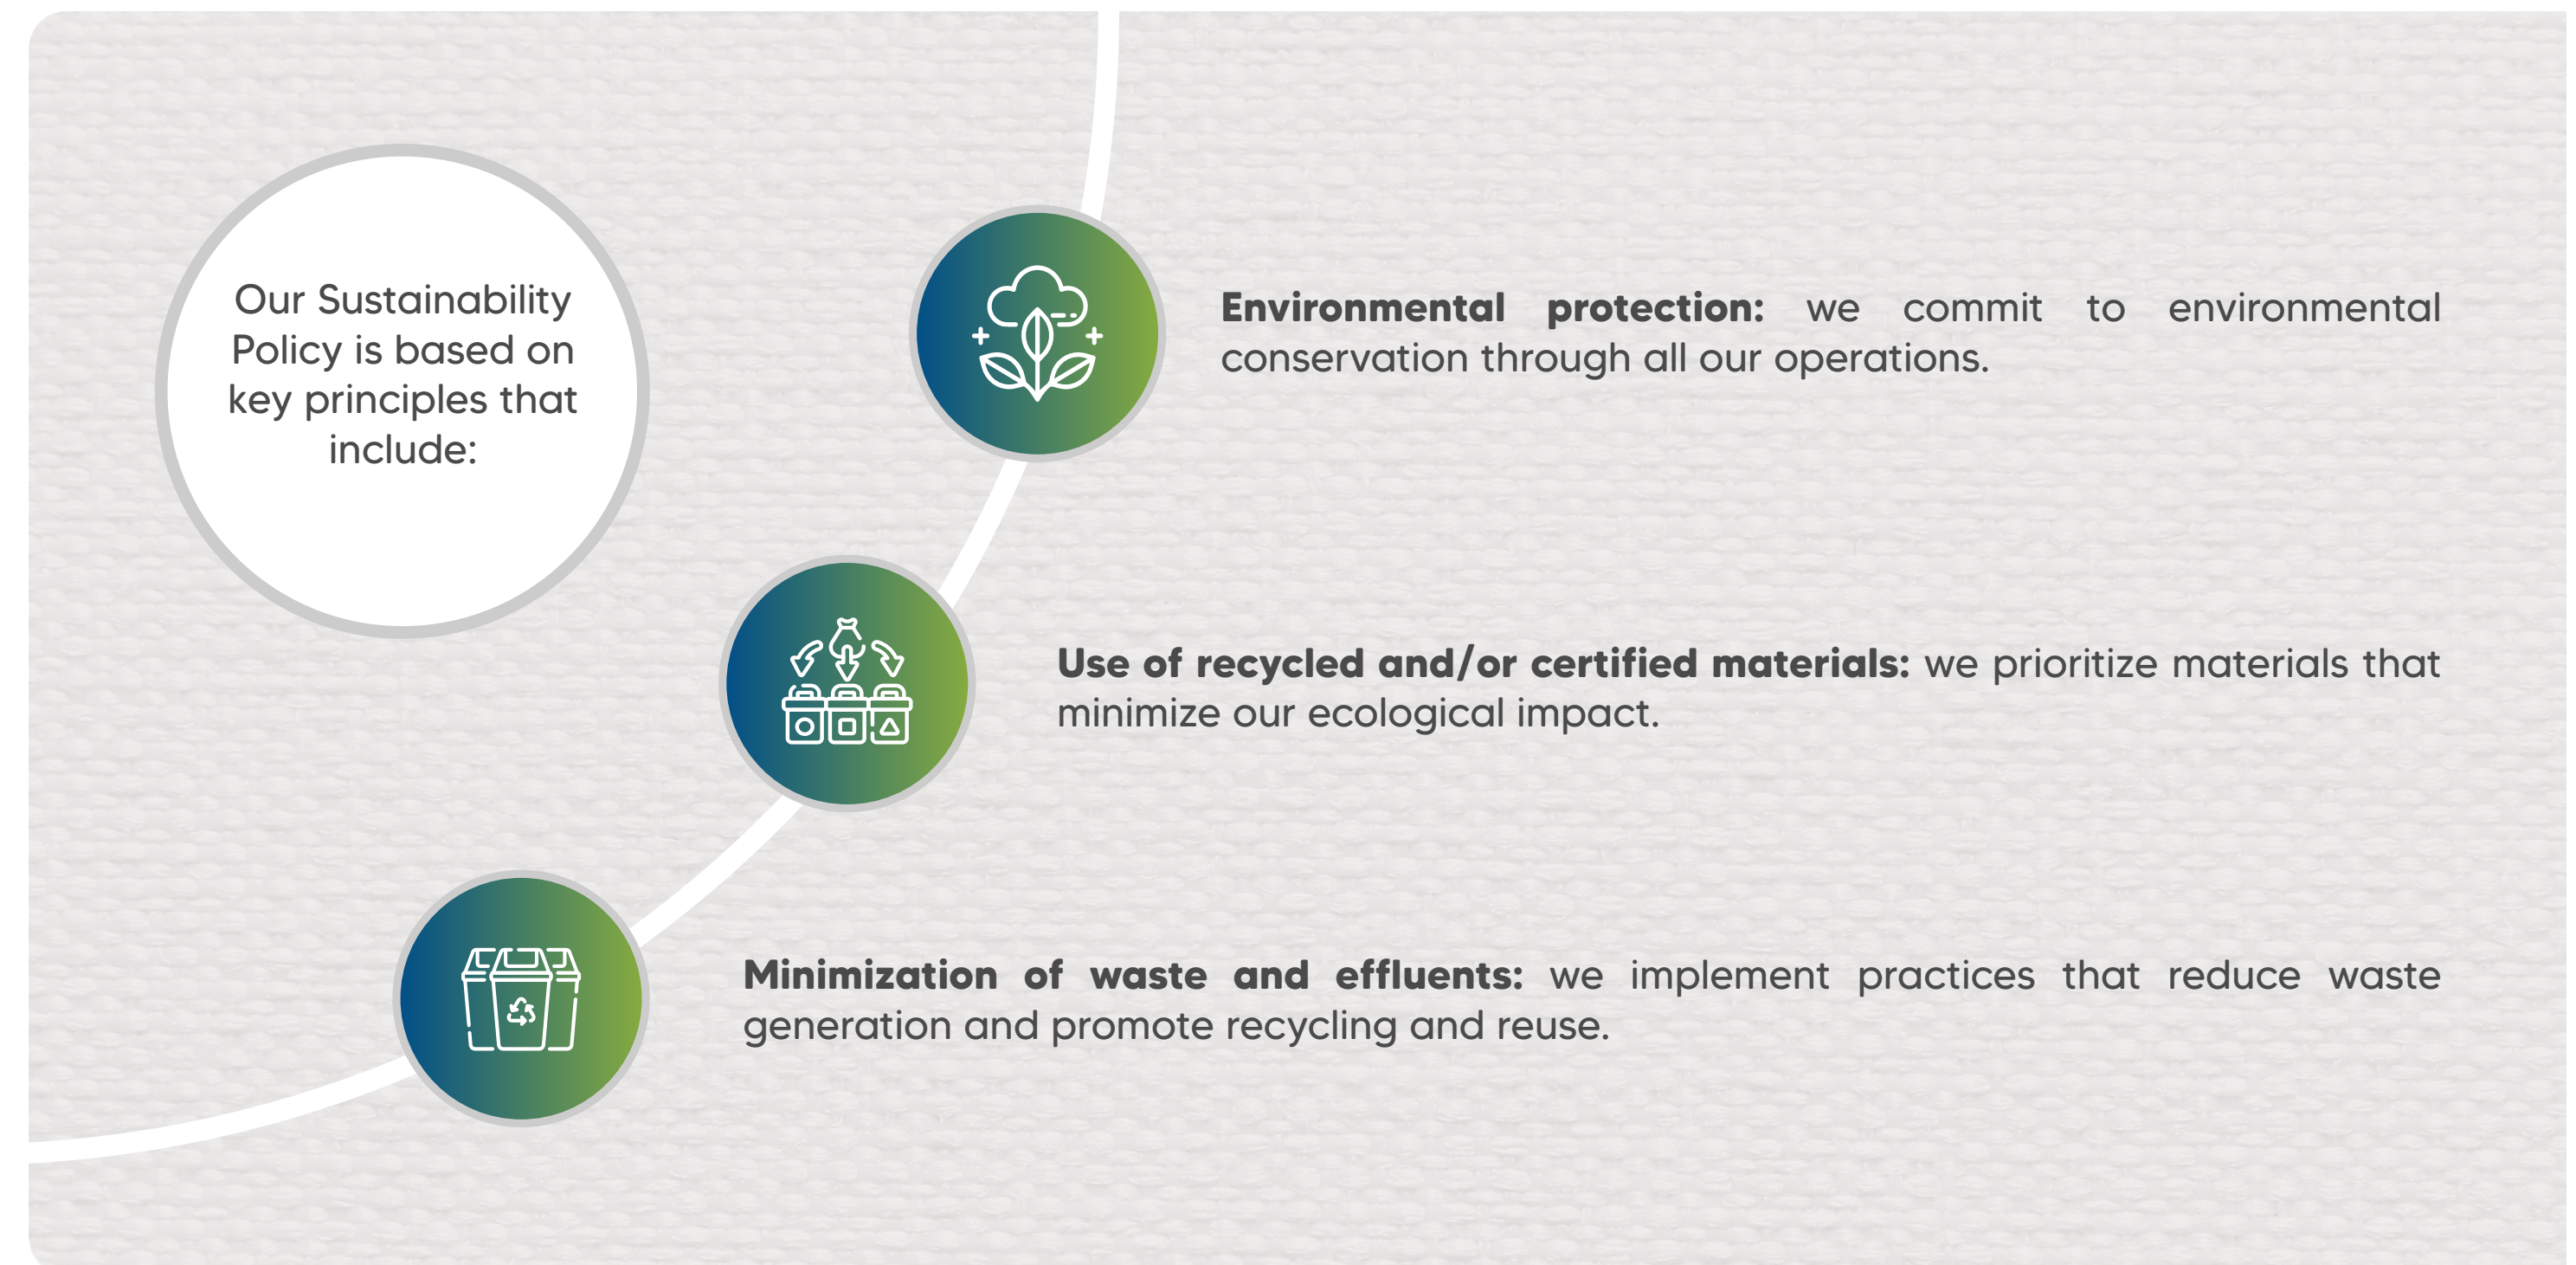 Our Sustainability
Policy is based on
key principles that
include:
Environmental protection: we commit to environmental
conservation through all our operations.
Use of recycled and/or certified materials: we prioritize materials that
minimize our ecological impact.
Minimization of waste and effluents: we implement practices that reduce waste
generation and promote recycling and reuse.